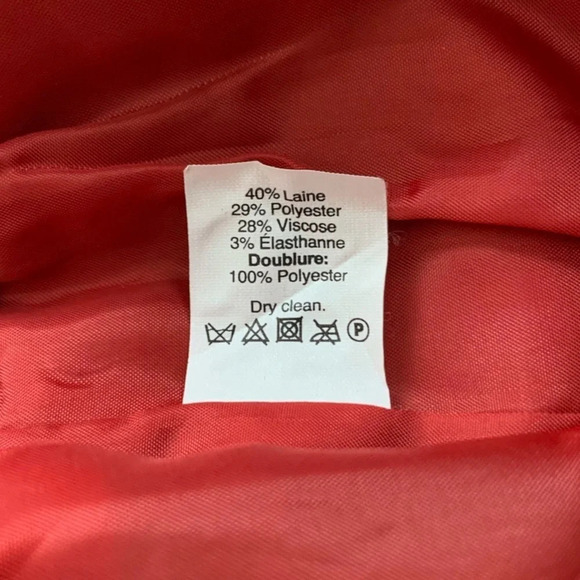 40% Laine
29% Polyester
28% Viscose
3% Élasthanne
Doublure:
100% Polyester
Dry clean.
P